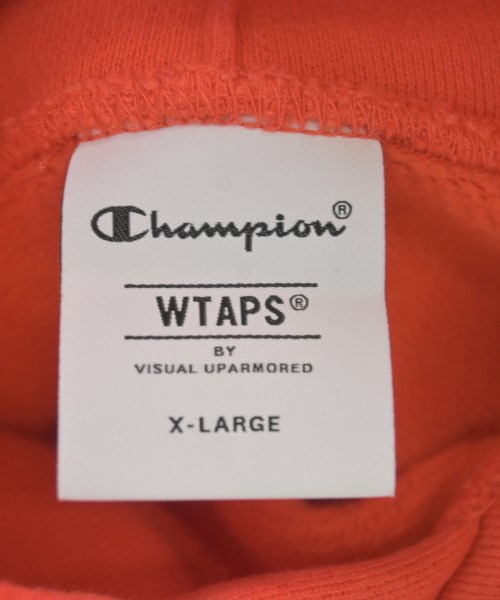 Champion®
WTAPS®
BY
VISUAL UPARMORED
X-LARGE